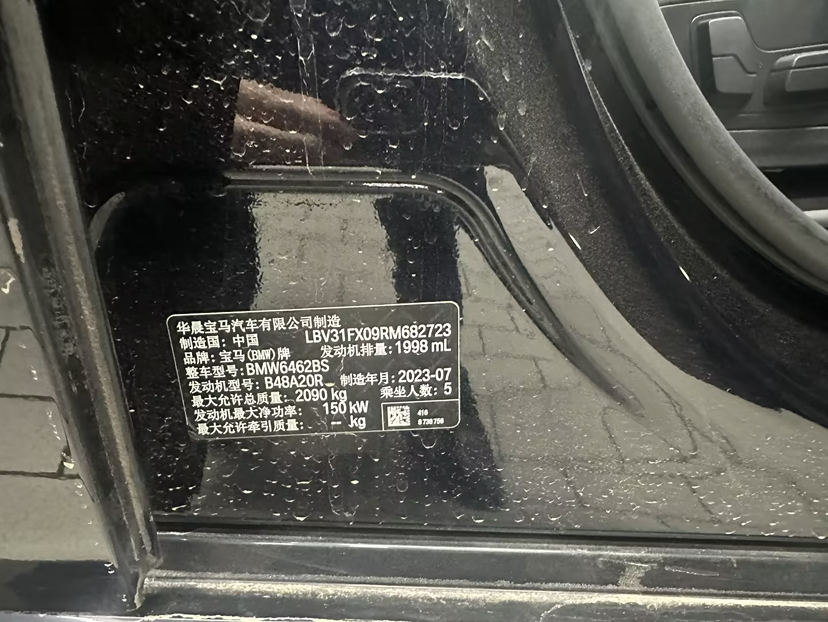 华晨宝马汽车有限公司制造
制造国：中国 LBV31FX09RM682723
品牌：宝马(BMW)牌 发动机排量：1998 mL
整车型号：BMW6462BS
发动机型号：B48A20R 制造年月：2023-07
最大允许总质量： 2090 kg 乘坐人数：5
发动机最大净功率： 150 kW
最大允许牵引质量： -- kg
416
8736756